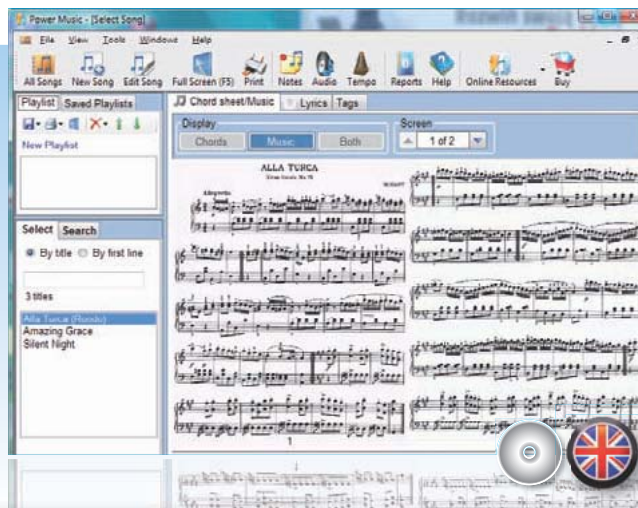 Power Music - [Select Song]
File View Tools Windows Help
All Songs New Song Edit Song Full Screen (F5) Print Notes Audio Tempo Reports Help Online Resources Buy
Playlist Saved Playlists
Chord sheet/Music Lyrics Tags
Display Screen
Chords Music Both 1 of 2
New Playlist
ALLA TURCA
MOZART
Allegretto
Select Search
By title By first line
3 titles
Alla Turca (Rondo)
Amazing Grace
Silent Night
1